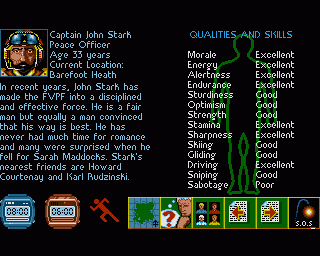 Captain John Stark
Peace Officer
Age 33 years
Current Location:
Barefoot Heath
In recent years, John Stark has
made the FVPF into a disciplined
and effective force. He is a fair
man but equally a man convinced
that his way is best. He has
never had much time for romance
and many were surprised when he
fell for Sarah Maddocks. Stark's
nearest friends are Howard
Courtenay and Karl Rudzinski.
QUALITIES AND SKILLS
Morale Excellent
Energy Excellent
Alertness Excellent
Endurance Excellent
Sturdiness Good
Optimism Good
Strength Good
Stamina Excellent
Sharpness Excellent
Skiing Good
Gliding Good
Driving Excellent
Sniping Good
Sabotage Poor
08:00 08:00 ? S.O.S